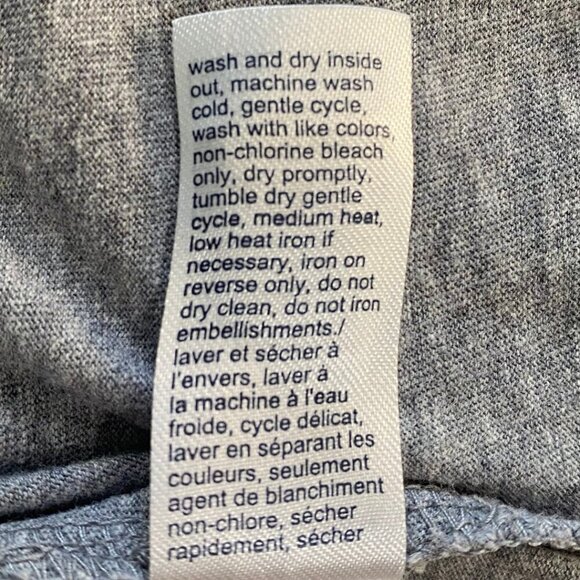 wash and dry inside
out, machine wash
cold, gentle cycle,
wash with like colors,
non-chlorine bleach
only, dry promptly,
tumble dry gentle
cycle, medium heat,
low heat iron if
necessary, iron on
reverse only, do not
dry clean, do not iron
embellishments./
laver et sécher à
l'envers, laver à
la machine à l'eau
froide, cycle délicat,
laver en séparant les
couleurs, seulement
agent de blanchiment
non-chlore, sécher
rapidement, sécher